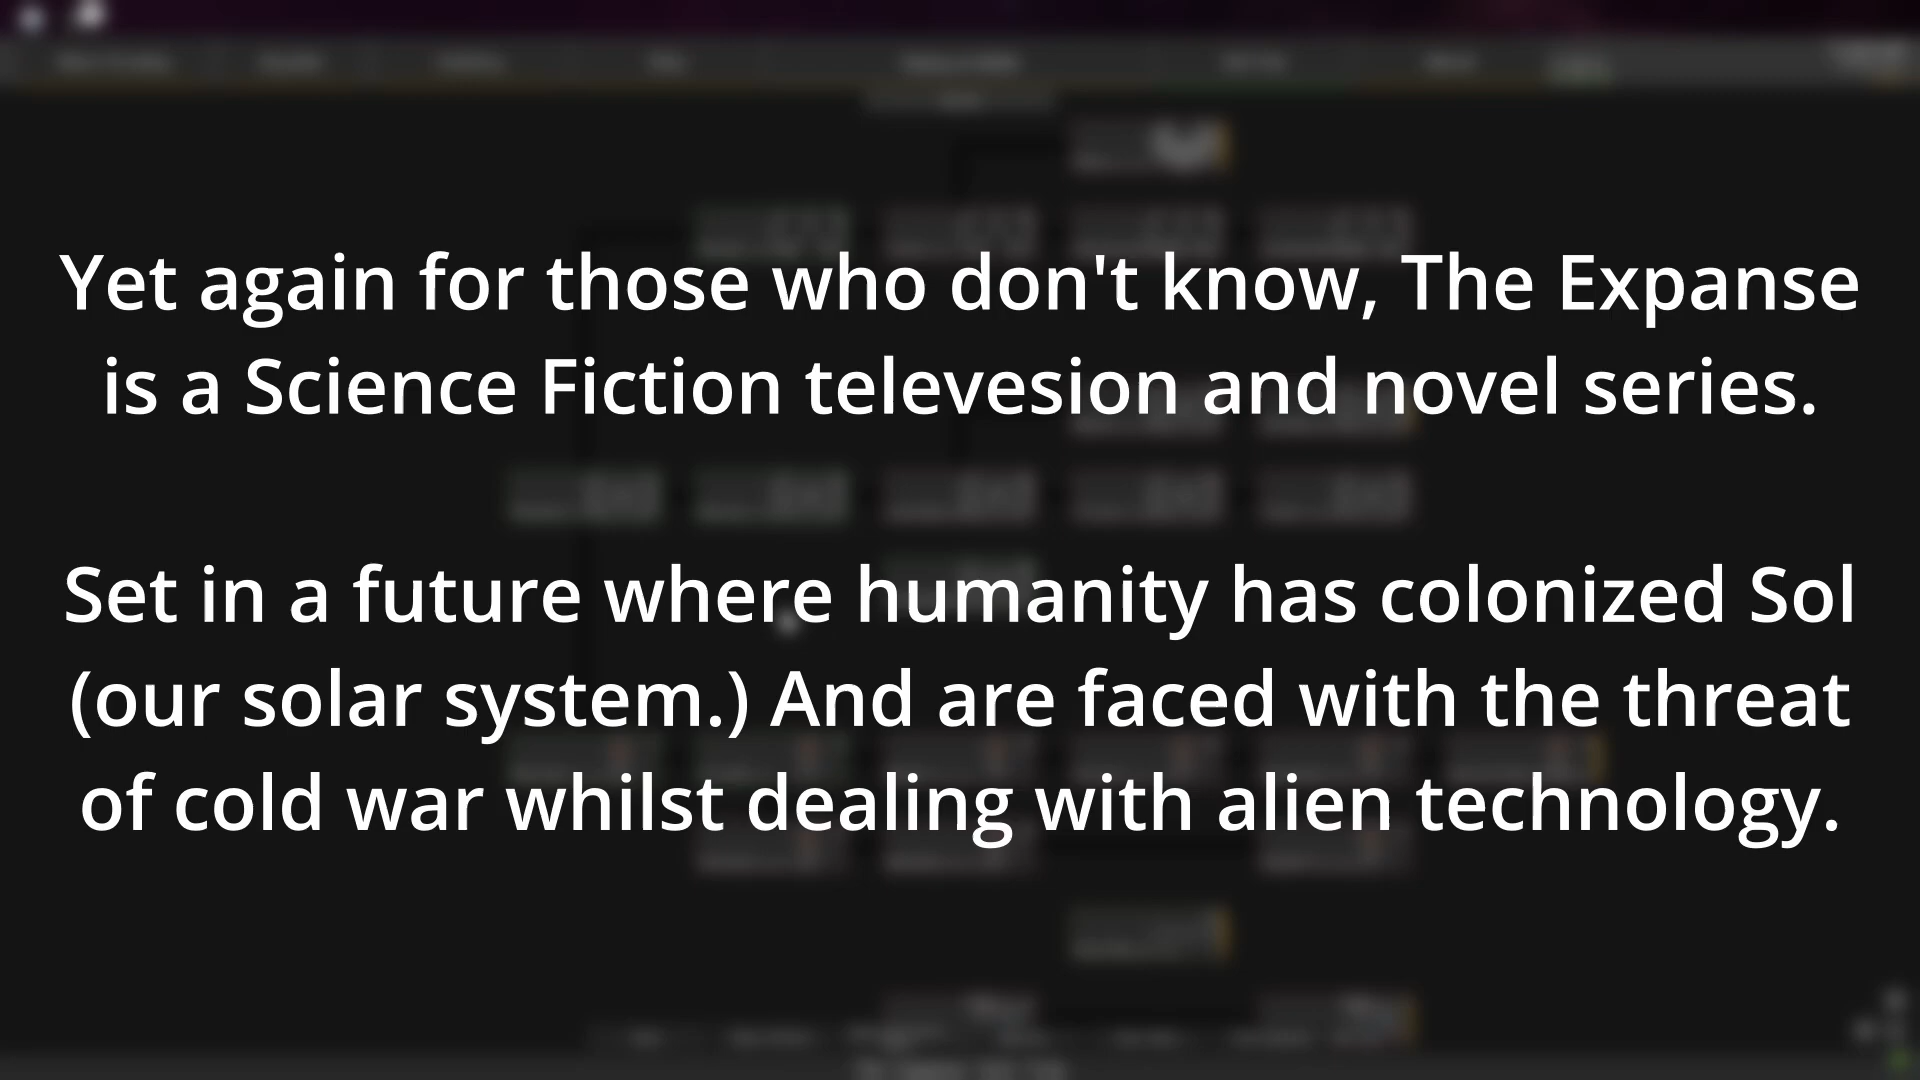 Yet again for those who don't know, The Expanse
is a Science Fiction televesion and novel series.
Set in a future where humanity has colonized Sol
(our solar system.) And are faced with the threat
of cold war whilst dealing with alien technology.